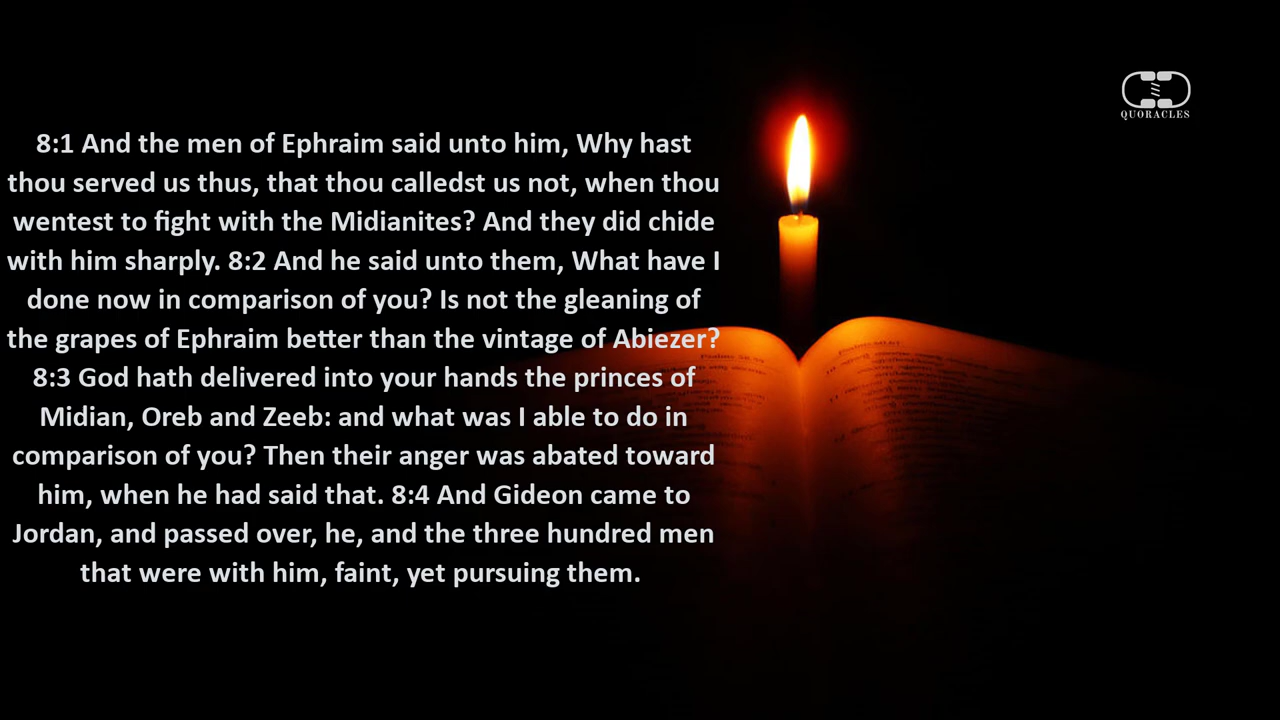 8:1 And the men of Ephraim said unto him, Why hast
thou served us thus, that thou calledst us not, when thou
wentest to fight with the Midianites? And they did chide
with him sharply. 8:2 And he said unto them, What have I
done now in comparison of you? Is not the gleaning of
the grapes of Ephraim better than the vintage of Abiezer?
8:3 God hath delivered into your hands the princes of
Midian, Oreb and Zeeb: and what was I able to do in
comparison of you? Then their anger was abated toward
him, when he had said that. 8:4 And Gideon came to
Jordan, and passed over, he, and the three hundred men
that were with him, faint, yet pursuing them.
QUORACLES